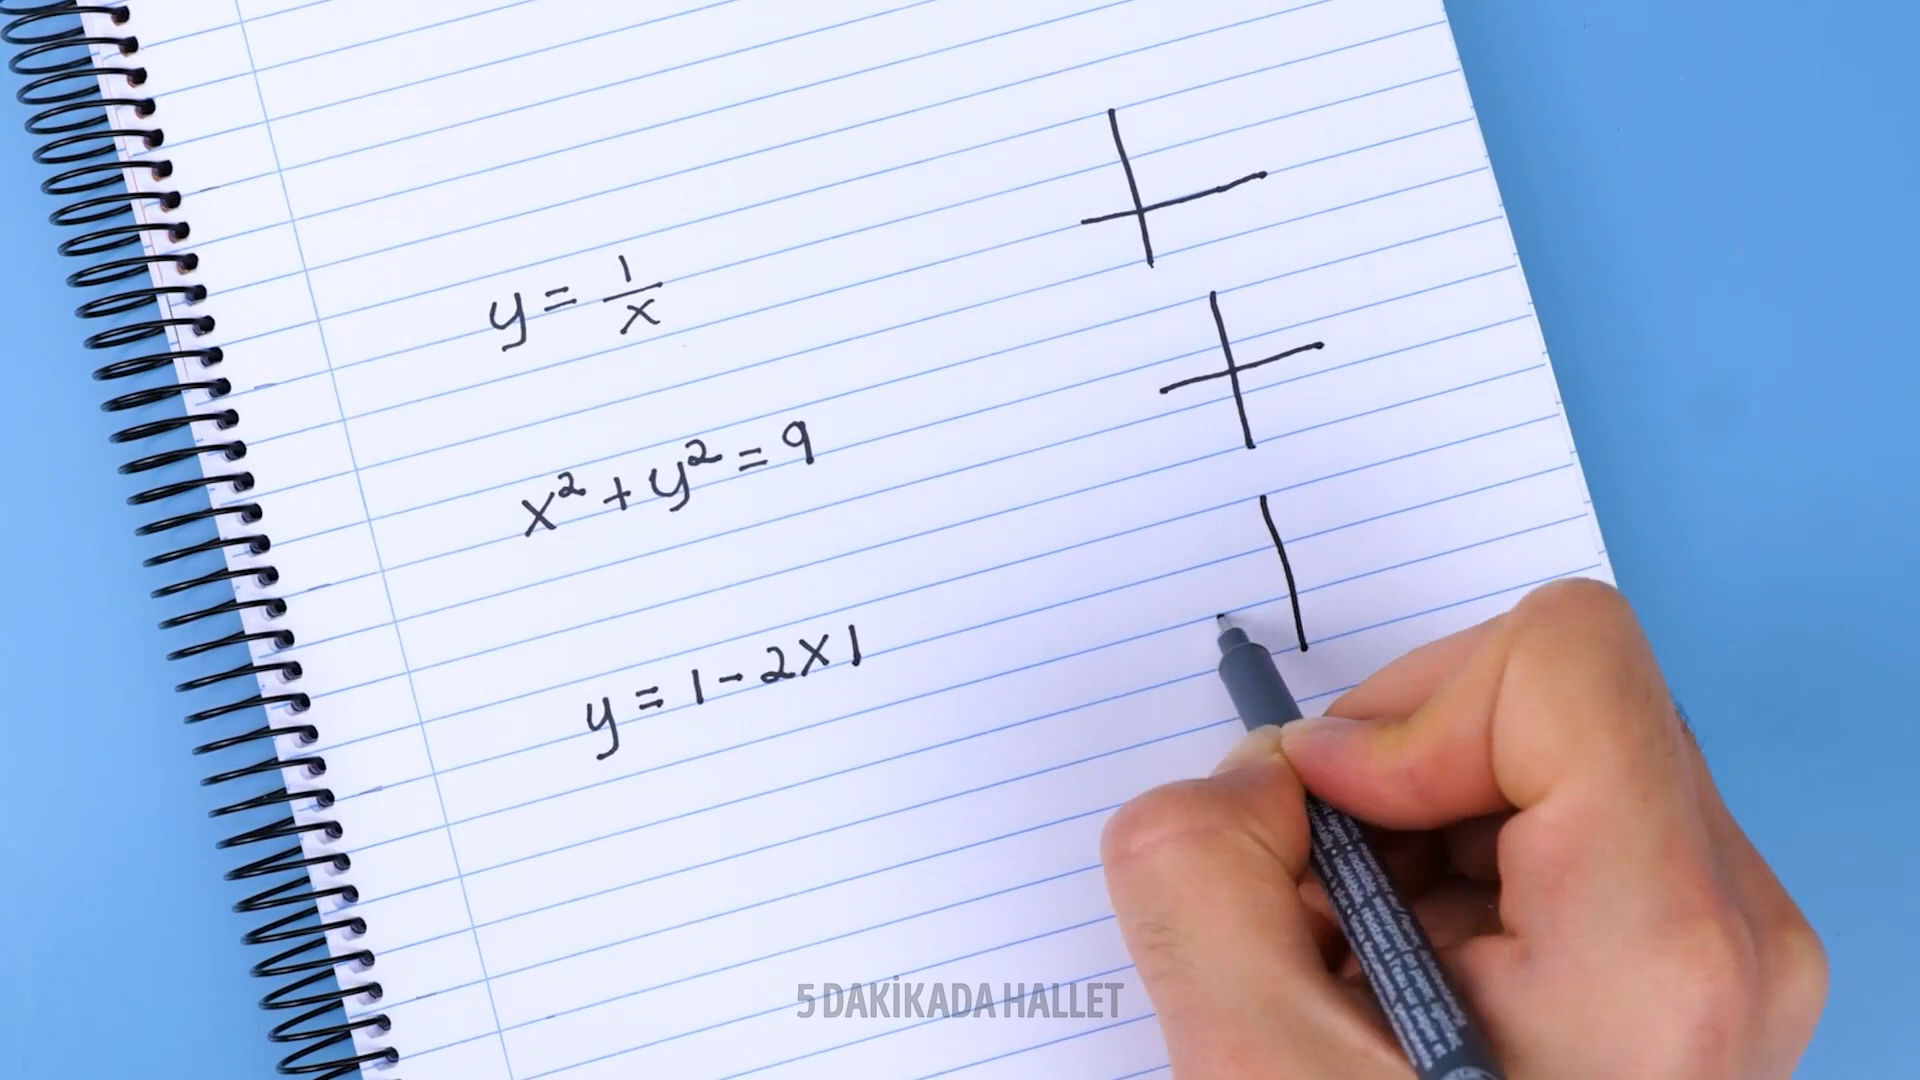 y = 1/x
x² + y² = 9
y = 1 - 2x1
5 DAKİKADA HALLET